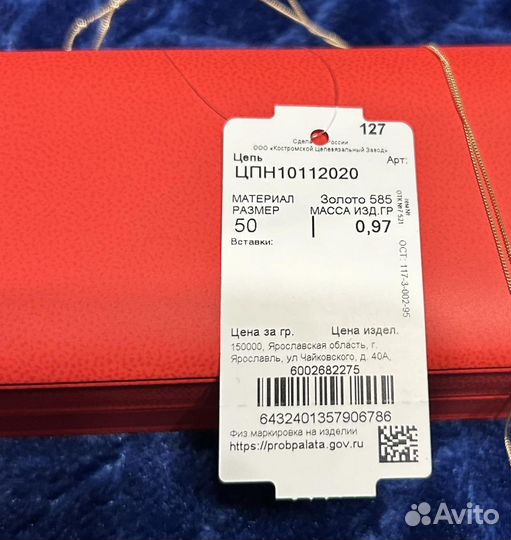 127
Сделано в России
ООО «Костромской Цепевязальный Завод»
Цепь Арт:
ЦПН10112020
МАТЕРИАЛ Золото 585
РАЗМЕР МАССА ИЗД.ГР
50 0,97
Вставки:
ОСТ: 117-3-002-95
Цена за гр. Цена издел.
150000, Ярославская область, г.
Ярославль, ул Чайковского, д. 40А,
6002682275
6432401357906786
Физ маркировка на изделии
https://probpalata.gov.ru
Avito